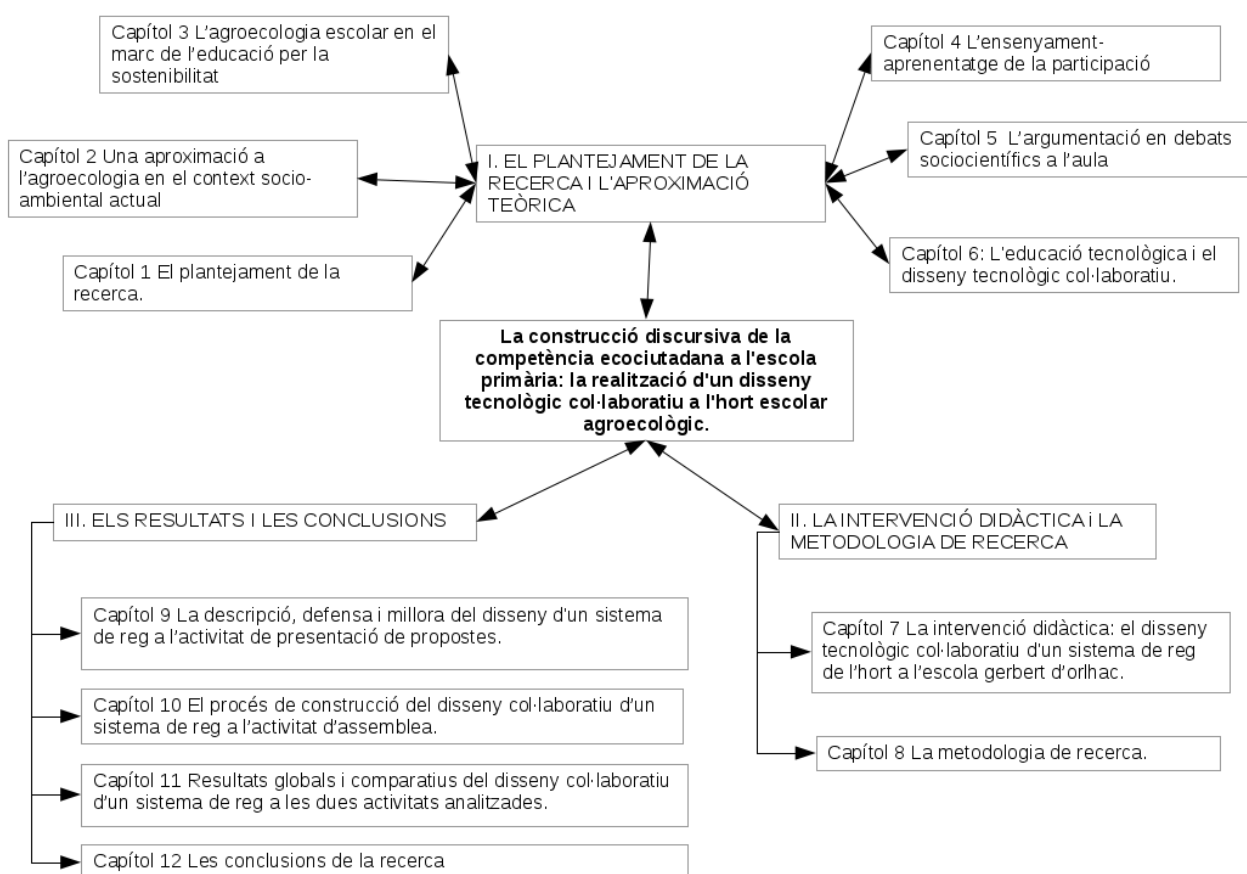 Capítol 3 L'agroecologia escolar en el
marc de l'educació per la
sostenibilitat
Capítol 4 L'ensenyament-
aprenentatge de la participació
Capítol 2 Una aproximació a
l'agroecologia en el context socio-
ambiental actual
I. EL PLANTEJAMENT DE LA
RECERCA I L'APROXIMACIÓ
TEÒRICA
Capítol 5 L'argumentació en debats
sociocientífics a l'aula
Capítol 1 El plantejament de la
recerca.
Capítol 6: L'educació tecnològica i el
disseny tecnològic col·laboratiu.
La construcció discursiva de la
competència ecociutadana a l'escola
primària: la realització d'un disseny
tecnològic col·laboratiu a l'hort escolar
agroecològic.
III. ELS RESULTATS I LES CONCLUSIONS
II. LA INTERVENCIÓ DIDÀCTICA i LA
METODOLOGIA DE RECERCA
Capítol 9 La descripció, defensa i millora del disseny d'un sistema
de reg a l'activitat de presentació de propostes.
Capítol 10 El procés de construcció del disseny col·laboratiu d'un
sistema de reg a l'activitat d'assemblea.
Capítol 11 Resultats globals i comparatius del disseny col·laboratiu
d'un sistema de reg a les dues activitats analitzades.
Capítol 12 Les conclusions de la recerca
Capítol 7 La intervenció didàctica: el disseny
tecnològic col·laboratiu d'un sistema de reg
de l'hort a l'escola gerbert d'orlhac.
Capítol 8 La metodologia de recerca.